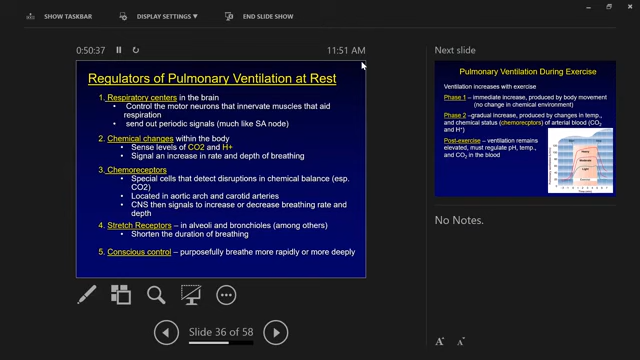 SHOW TASKBAR
DISPLAY SETTINGS ▾
END SLIDE SHOW
0:50:37
11:51 AM
Regulators of Pulmonary Ventilation at Rest
1. Respiratory centers in the brain
• Control the motor neurons that innervate muscles that aid
respiration
• send out periodic signals (much like SA node)
2. Chemical changes within the body
• Sense levels of CO2 and H+
• Signal an increase in rate and depth of breathing
3. Chemoreceptors
• Special cells that detect disruptions in chemical balance (esp.
CO2)
• Located in aortic arch and carotid arteries
• CNS then signals to increase or decrease breathing rate and
depth
4. Stretch Receptors – in alveoli and bronchioles (among others)
• Shorten the duration of breathing
5. Conscious control – purposefully breathe more rapidly or more deeply
Slide 36 of 58
Next slide
Pulmonary Ventilation During Exercise
Ventilation increases with exercise
Phase 1 – immediate increase, produced by body movement
(no change in chemical environment)
Phase 2 – gradual increase, produced by changes in temp.
and chemical status (chemoreceptors) of arterial blood (CO2
and H+)
Post-exercise – ventilation remains
elevated, must regulate pH, temp.,
and CO2 in the blood
Heavy
Moderate
Light
No Notes.
A
A